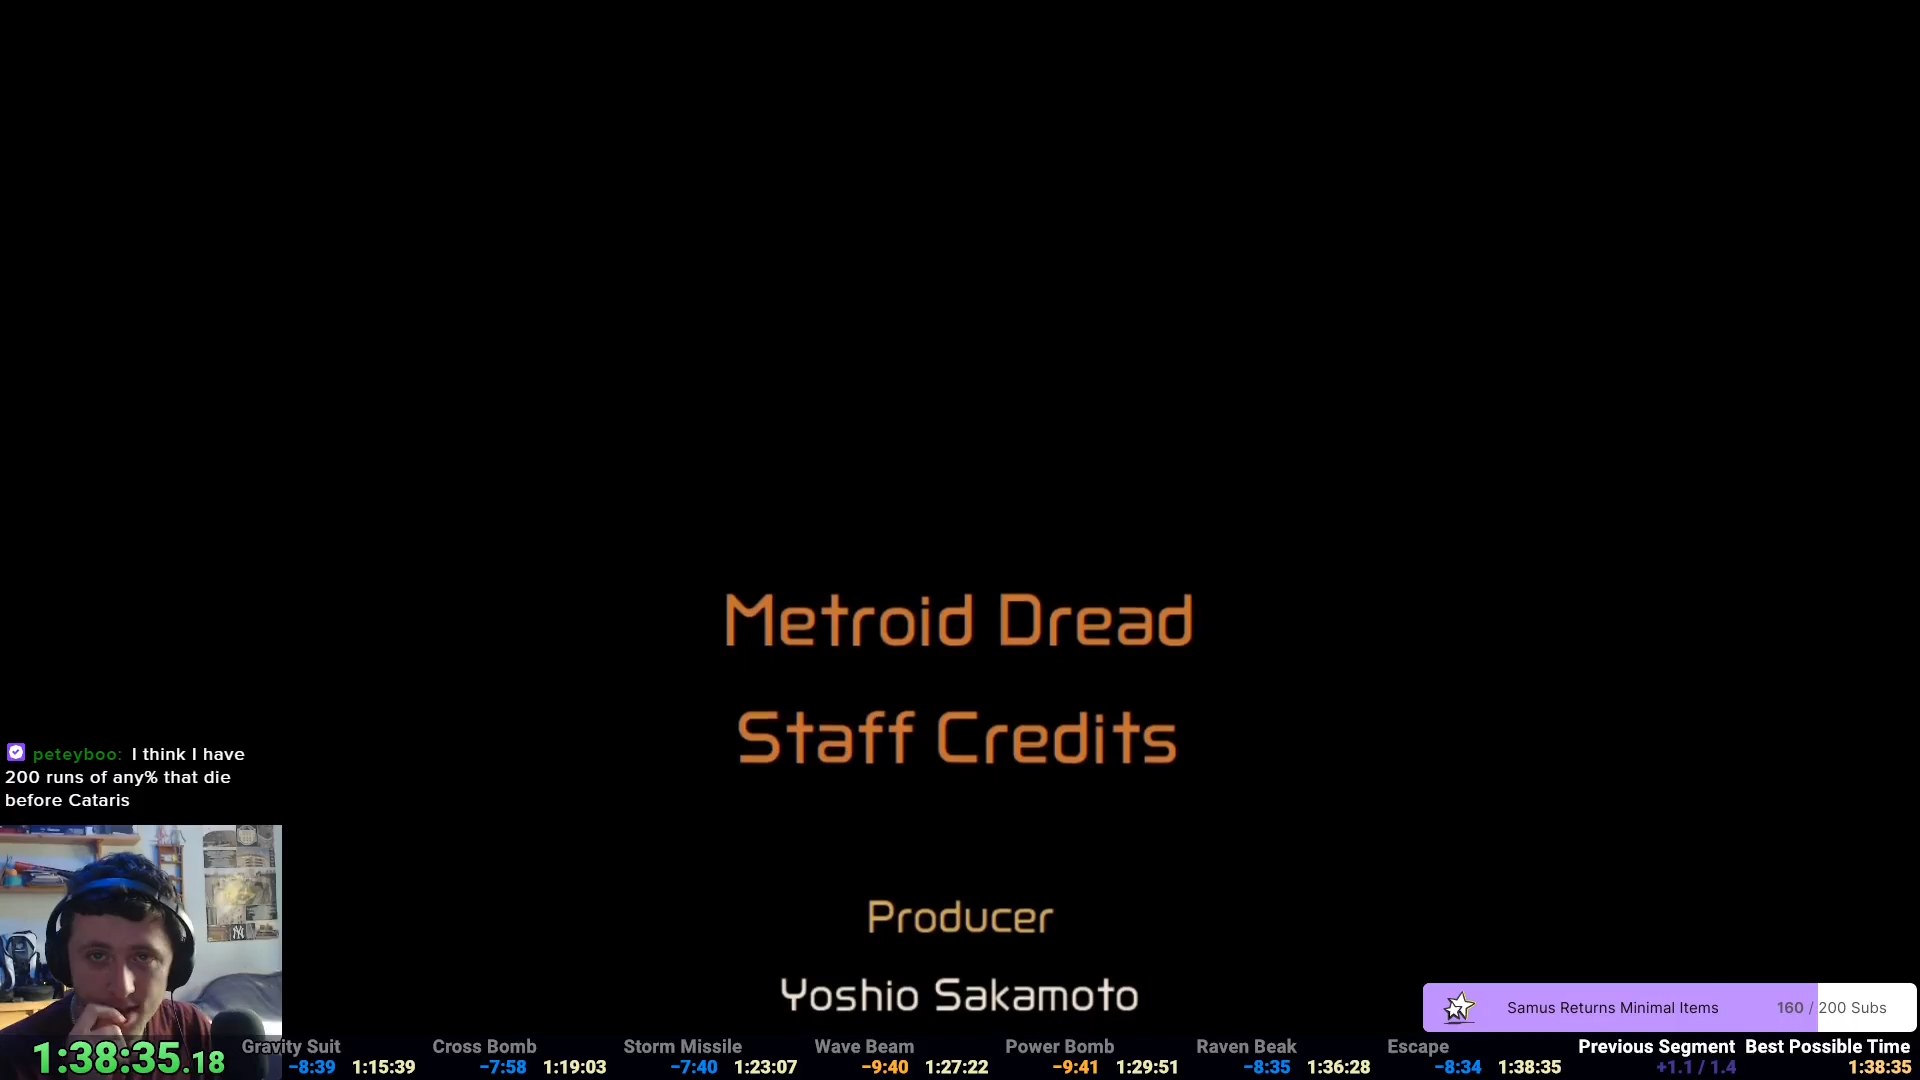 Metroid Dread
Staff Credits
Producer
Yoshio Sakamoto
peteyboo: I think I have
200 runs of any% that die
before Cataris
Samus Returns Minimal Items 160 / 200 Subs
1:38:35.18
Gravity Suit Cross Bomb Storm Missile Wave Beam Power Bomb Raven Beak Escape Previous Segment Best Possible Time
-8:39 1:15:39 -7:58 1:19:03 -7:40 1:23:07 -9:40 1:27:22 -9:41 1:29:51 -8:35 1:36:28 -8:34 1:38:35 +1.1 / 1.4 1:38:35